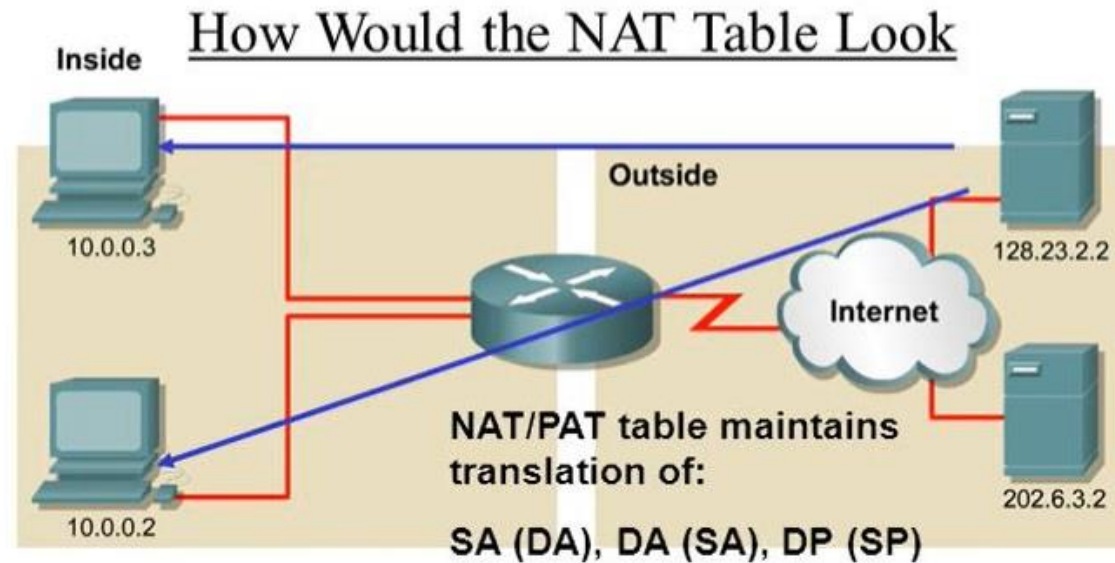 How Would the NAT Table Look
Inside
Outside
10.0.0.3
128.23.2.2
Internet
NAT/PAT table maintains
translation of:
10.0.0.2
202.6.3.2
SA (DA), DA (SA), DP (SP)